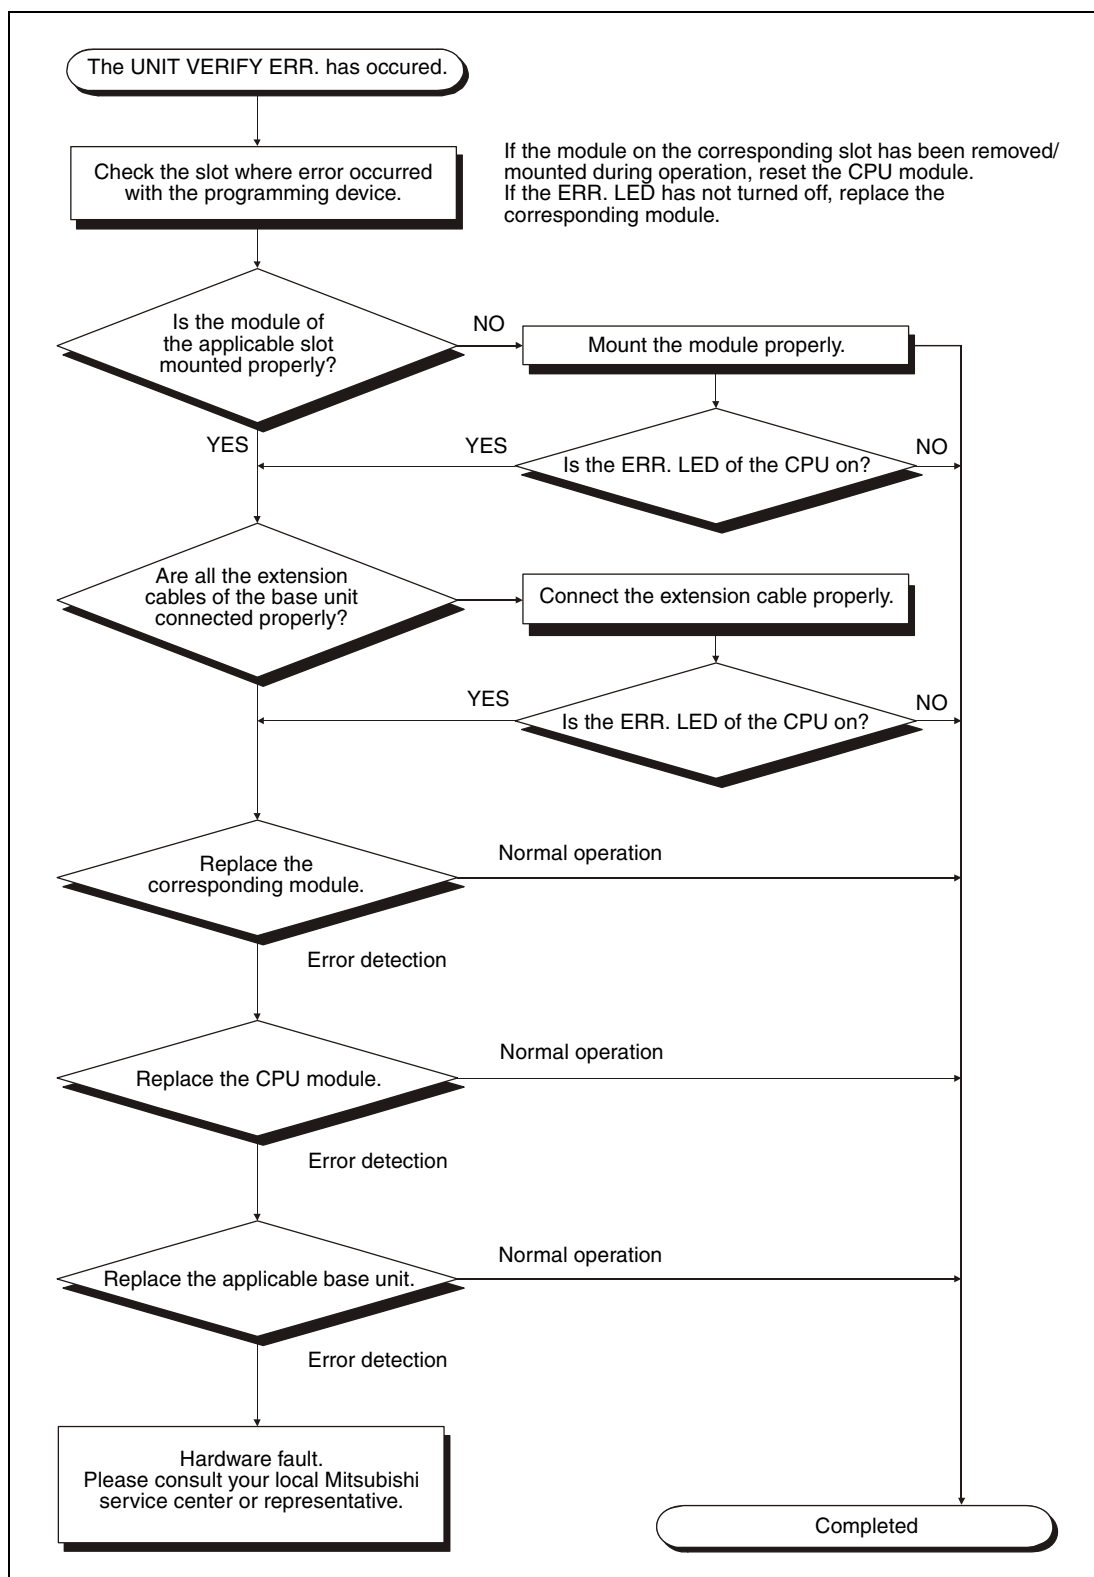 The UNIT VERIFY ERR. has occured.
Check the slot where error occurred
with the programming device.
If the module on the corresponding slot has been removed/
mounted during operation, reset the CPU module.
If the ERR. LED has not turned off, replace the
corresponding module.
Is the module of
the applicable slot
mounted properly?
NO
Mount the module properly.
YES
YES
Is the ERR. LED of the CPU on?
NO
Are all the extension
cables of the base unit
connected properly?
Connect the extension cable properly.
YES
Is the ERR. LED of the CPU on?
NO
Replace the
corresponding module.
Normal operation
Error detection
Replace the CPU module.
Normal operation
Error detection
Replace the applicable base unit.
Normal operation
Error detection
Hardware fault.
Please consult your local Mitsubishi
service center or representative.
Completed